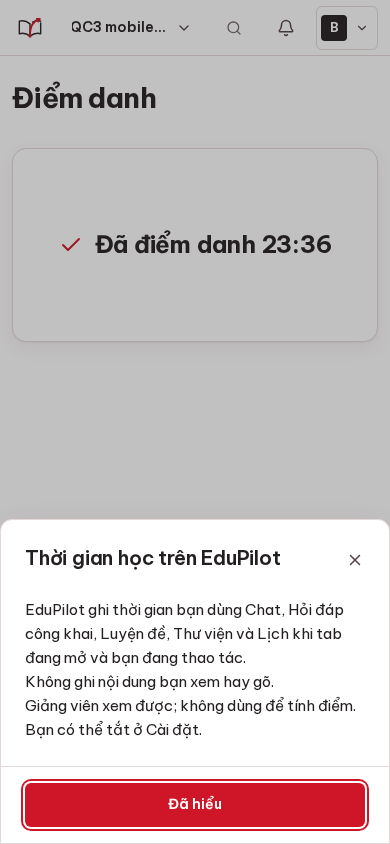 QC3 mobile...
B
Điểm danh
Đã điểm danh 23:36
Thời gian học trên EduPilot
EduPilot ghi thời gian bạn dùng Chat, Hỏi đáp
công khai, Luyện đề, Thư viện và Lịch khi tab
đang mở và bạn đang thao tác.
Không ghi nội dung bạn xem hay gõ.
Giảng viên xem được; không dùng để tính điểm.
Bạn có thể tắt ở Cài đặt.
Đã hiểu